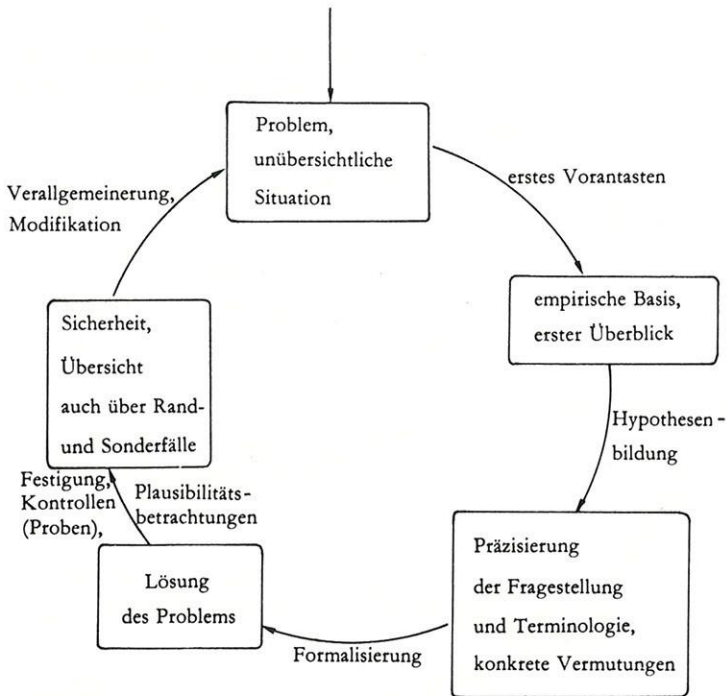 Problem,
unübersichtliche
Situation
erstes Vorantasten
empirische Basis,
erster Überblick
Hypothesen-
bildung
Präzisierung
der Fragestellung
und Terminologie,
konkrete Vermutungen
Formalisierung
Lösung
des Problems
Festigung,
Kontrollen
(Proben),
Plausibilitäts-
betrachtungen
Sicherheit,
Übersicht
auch über Rand-
und Sonderfälle
Verallgemeinerung,
Modifikation